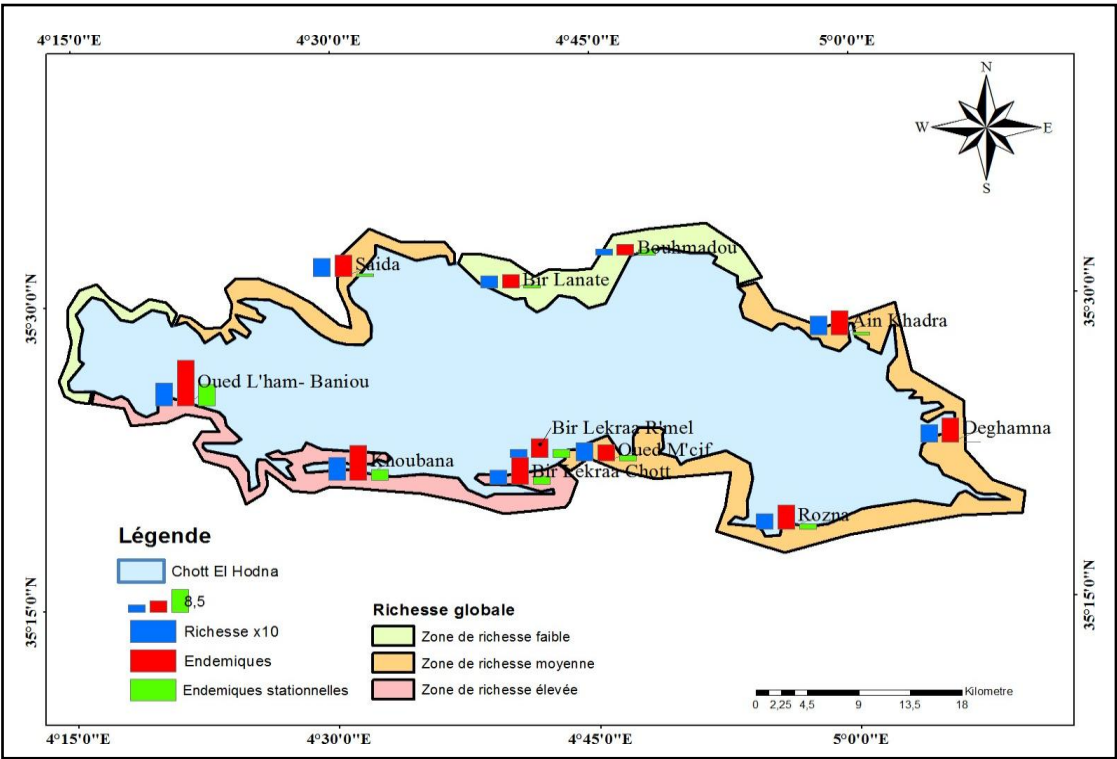 4°15'0"E 4°30'0"E 4°45'0"E 5°0'0"E
N
W E
S
35°30'0"N 35°30'0"N
Saida
Bouhmadou
Bir Lanate
Ain Khadra
Oued L'ham- Baniou
Bir Lekraa R'mel
Deghamna
Oued M'cif
Khoubana
Bir Lekraa Chott
Rozna
35°15'0"N 35°15'0"N
Légende
Chott El Hodna
8,5
Richesse x10
Endemiques
Endemiques stationnelles
Richesse globale
Zone de richesse faible
Zone de richesse moyenne
Zone de richesse élevée
Kilometre
0 2,25 4,5 9 13,5 18
4°15'0"E 4°30'0"E 4°45'0"E 5°0'0"E